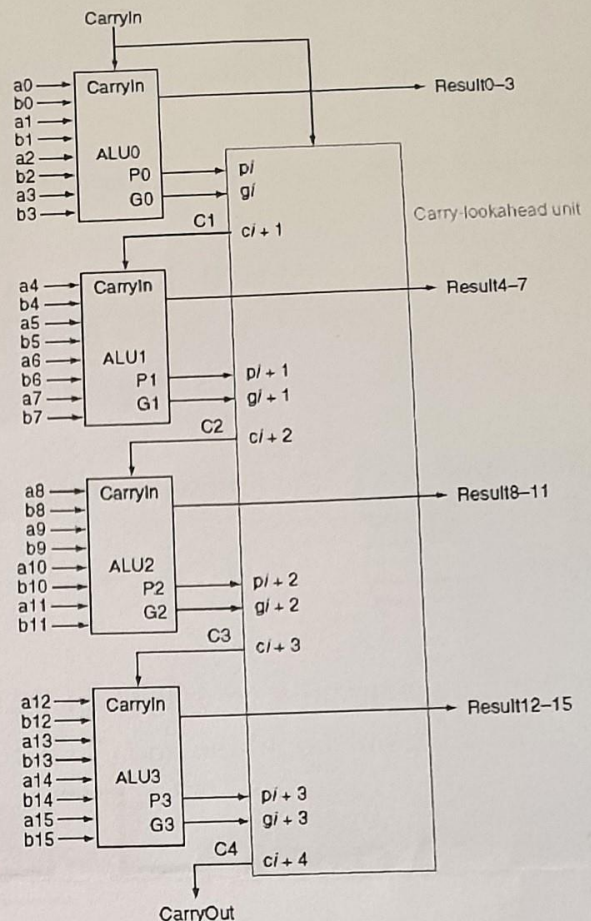 CarryIn
a0
b0
a1
b1
a2
b2
a3
b3
CarryIn
ALU0
P0
G0
Result0–3
pi
gi
C1
ci + 1
Carry-lookahead unit
a4
b4
a5
b5
a6
b6
a7
b7
CarryIn
ALU1
P1
G1
Result4–7
pi + 1
gi + 1
C2
ci + 2
a8
b8
a9
b9
a10
b10
a11
b11
CarryIn
ALU2
P2
G2
Result8–11
pi + 2
gi + 2
C3
ci + 3
a12
b12
a13
b13
a14
b14
a15
b15
CarryIn
ALU3
P3
G3
Result12–15
pi + 3
gi + 3
C4
ci + 4
CarryOut